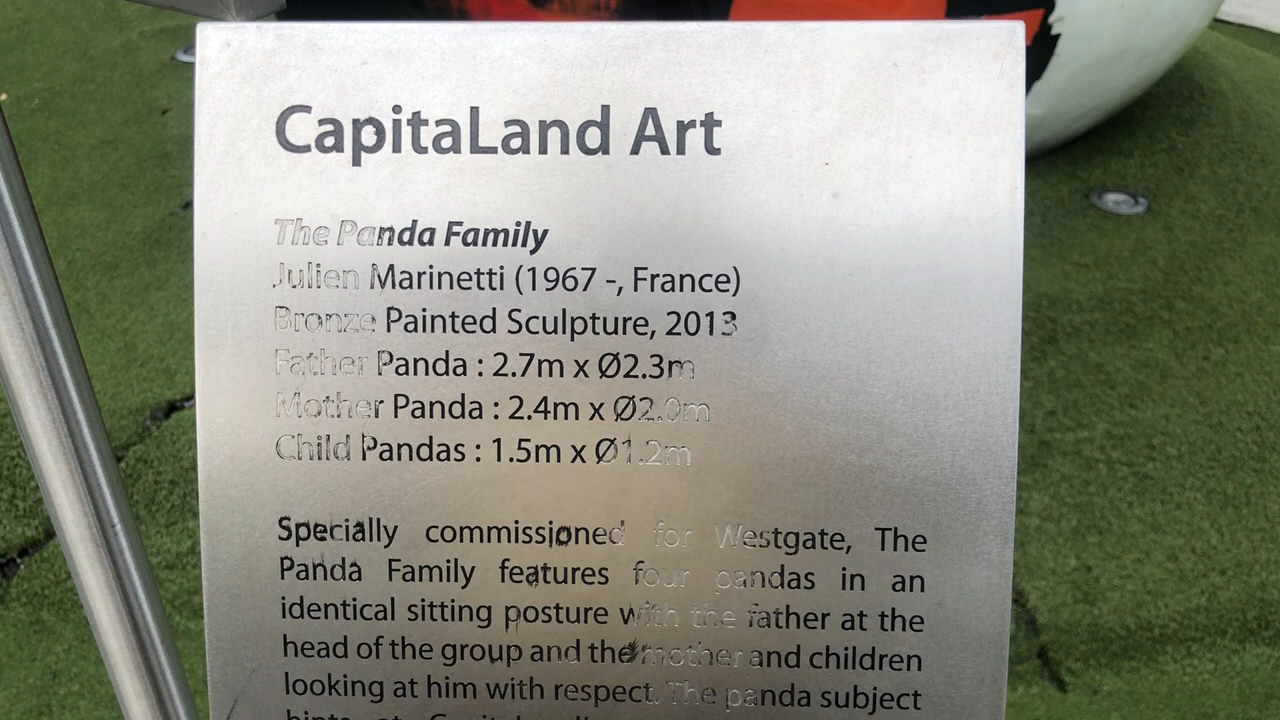 CapitaLand Art
The Panda Family
Julien Marinetti (1967 -, France)
Bronze Painted Sculpture, 2013
Father Panda : 2.7m x Ø2.3m
Mother Panda : 2.4m x Ø2.0m
Child Pandas : 1.5m x Ø1.2m
Specially commissioned for Westgate, The
Panda Family features four pandas in an
identical sitting posture with the father at the
head of the group and the mother and children
looking at him with respect. The panda subject